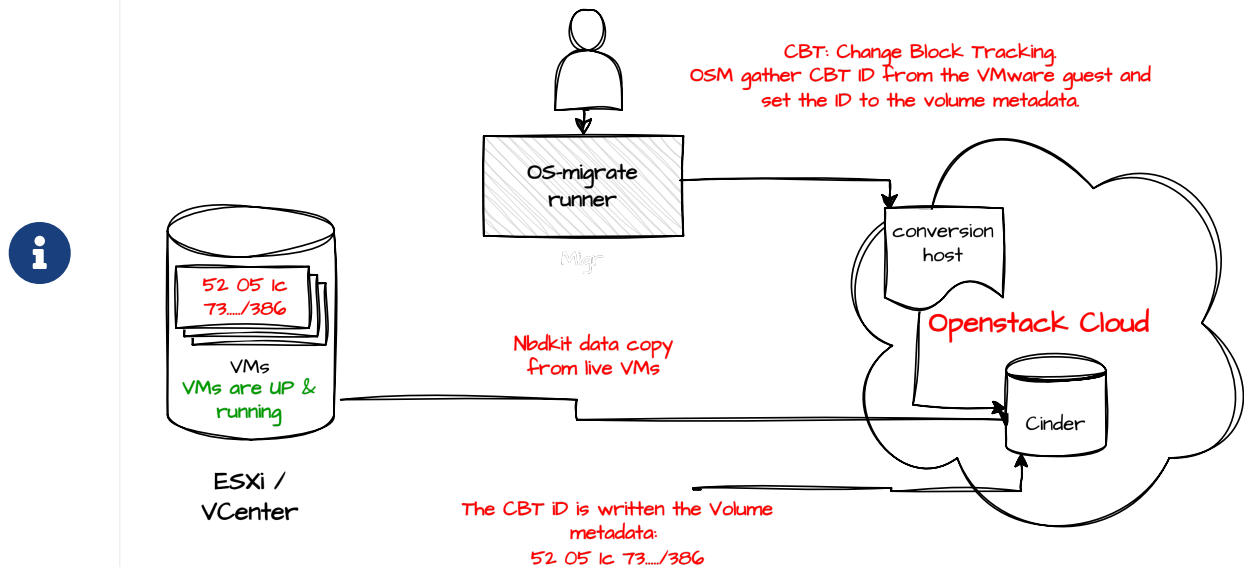 CBT: Change Block Tracking.
OSM gather CBT ID from the VMware guest and
set the ID to the volume metadata.
OS-migrate
runner
Migr
conversion
host
52 05 1c
73...../386
Openstack Cloud
Nbdkit data copy
from live VMs
VMs
VMs are UP &
running
Cinder
ESXi /
VCenter
The CBT iD is written the Volume
metadata:
52 05 1c 73...../386